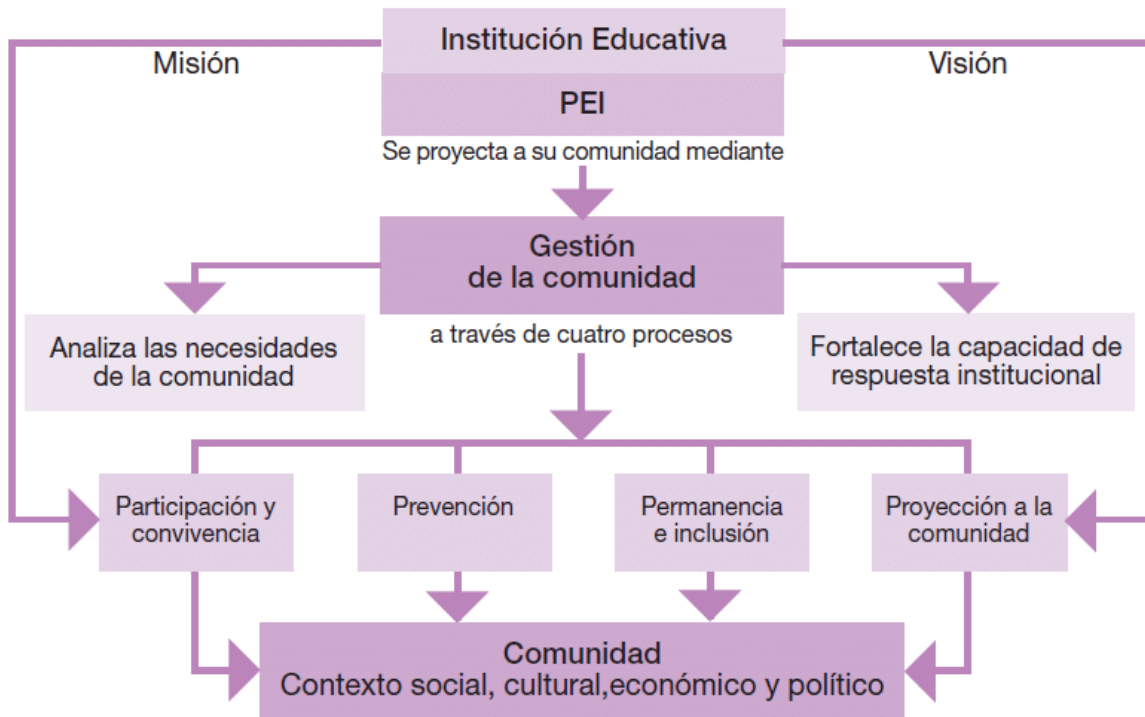 Institución Educativa
Misión
Visión
PEI
Se proyecta a su comunidad mediante
Gestión
de la comunidad
Analiza las necesidades
de la comunidad
a través de cuatro procesos
Fortalece la capacidad de
respuesta institucional
Participación y
convivencia
Prevención
Permanencia
e inclusión
Proyección a la
comunidad
Comunidad
Contexto social, cultural,económico y político